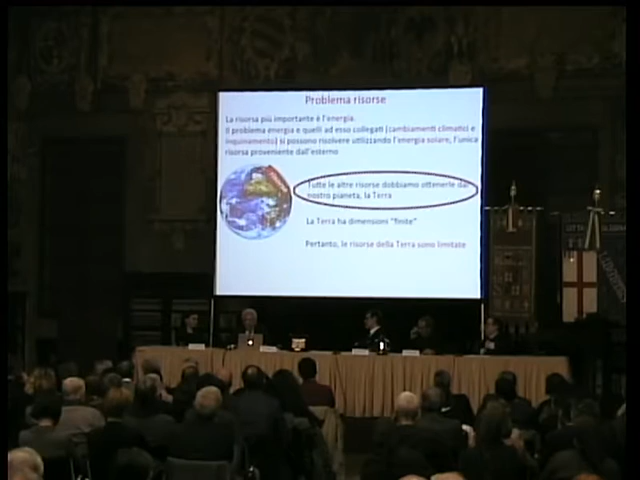 Problema risorse
La risorsa più importante è l'energia.
Il problema energia e quelli ad esso collegati (cambiamenti climatici e
inquinamento) si possono risolvere utilizzando l'energia solare, l'unica
risorsa proveniente dall'esterno
Tutte le altre risorse dobbiamo ottenerle dal
nostro pianeta, la Terra
La Terra ha dimensioni "finite"
Pertanto, le risorse della Terra sono limitate